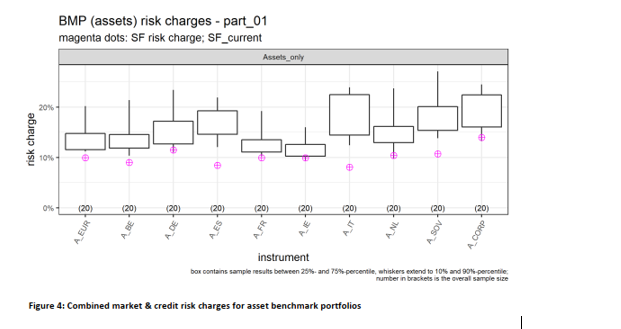 BMP (assets) risk charges - part_01
magenta dots: SF risk charge; SF_current
Assets_only
risk charge
20%
10%
0%
(20) (20) (20) (20) (20) (20) (20) (20) (20) (20)
A_EUR A_BE A_DE A_ES A_FR A_IE A_IT A_NL A_SOV A_CORP
instrument
box contains sample results between 25%- and 75%-percentile, whiskers extend to 10% and 90%-percentile;
number in brackets is the overall sample size
Figure 4: Combined market & credit risk charges for asset benchmark portfolios